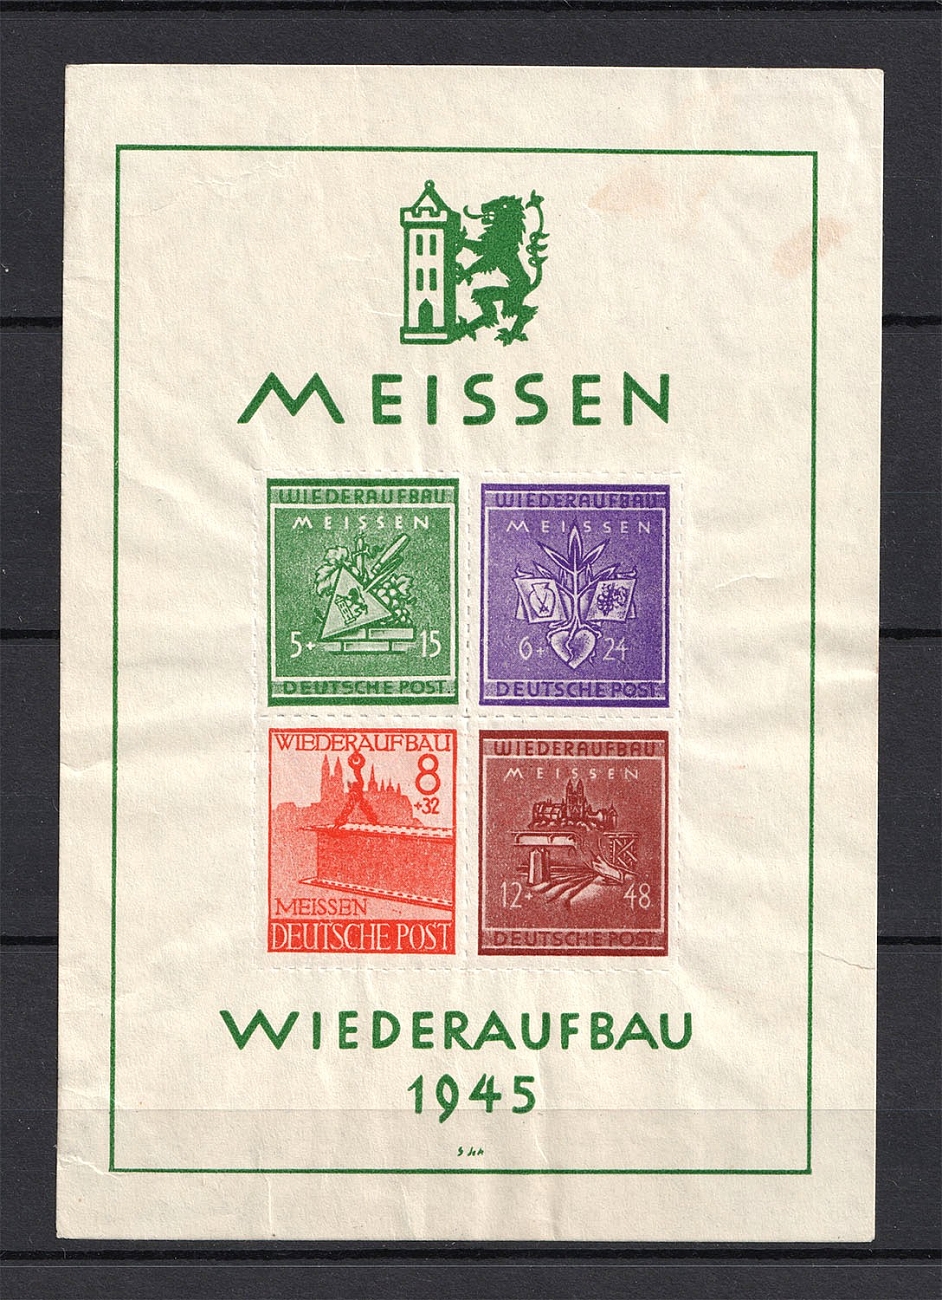 MEISSEN
WIEDERAUFBAU
MEISSEN
5+ 15
DEUTSCHE POST
WIEDERAUFBAU
MEISSEN
6+ 24
DEUTSCHE POST
WIEDERAUFBAU
8
+32
MEISSEN
DEUTSCHE POST
WIEDERAUFBAU
MEISSEN
12+ 48
DEUTSCHE POST
WIEDERAUFBAU
1945